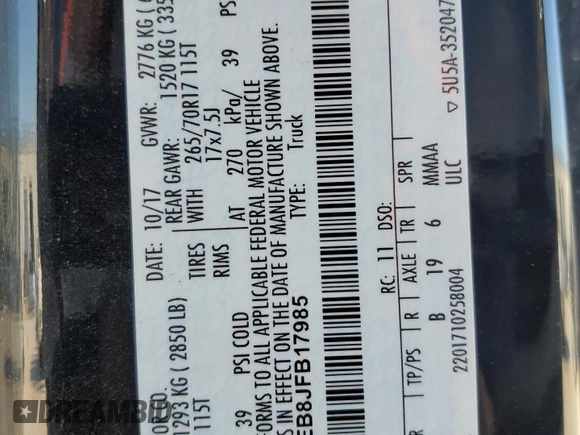 OR CO. DATE: 10/17 GVWR: 2776 KG (
1293 KG ( 2850 LB) REAR GAWR: 1520 KG ( 335
115T TIRES WITH 265/70R17 115T
RIMS 17x7.5J
39 PSI COLD AT 270 kPa/ 39 PS
FORMS TO ALL APPLICABLE FEDERAL MOTOR VEHICLE
S IN EFFECT ON THE DATE OF MANUFACTURE SHOWN ABOVE.
EB8JFB17985 TYPE: Truck
RC: 11 DSO:
R TP/PS R AXLE TR SPR
B 19 6 MMAA
2201710258004 ULC ▽ 5U5A-352047
DREAMBID